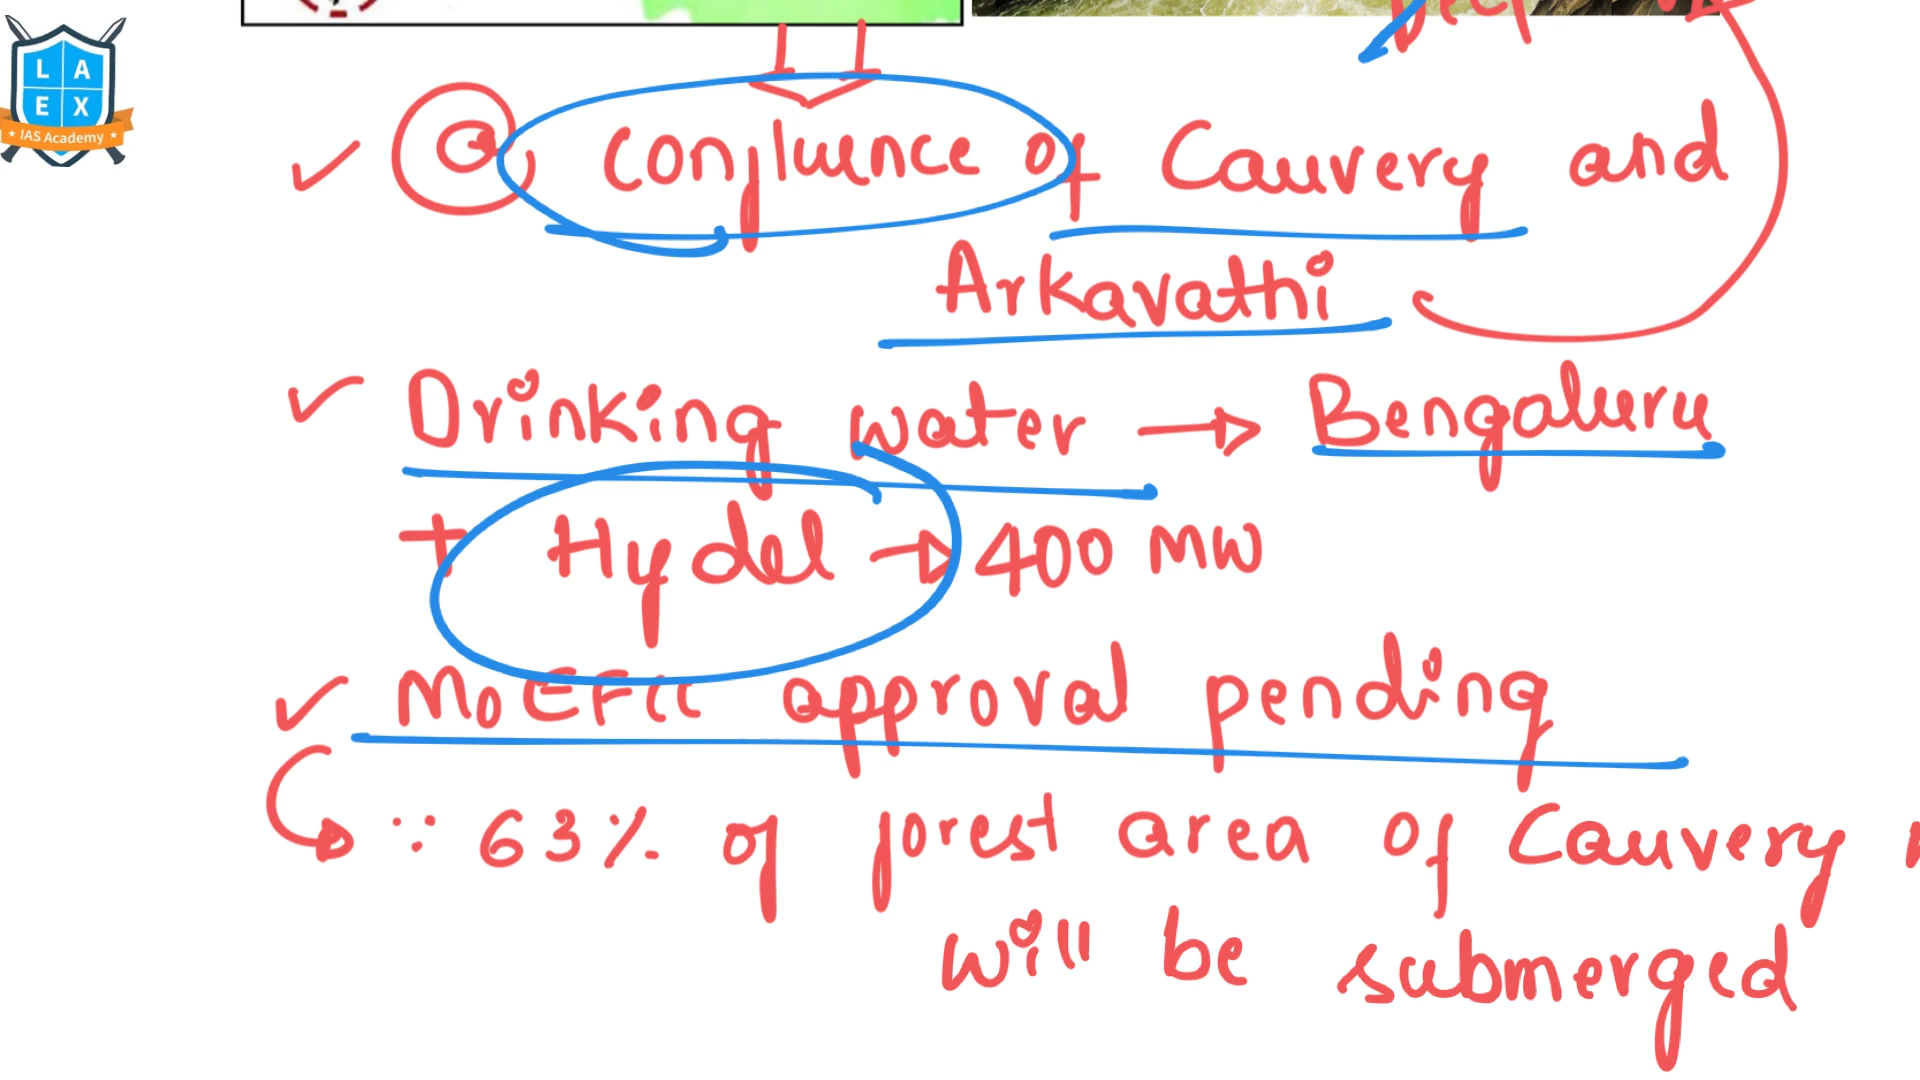 L A
E X
IAS Academy
@ Confluence of Cauvery and
Arkavathi
Drinking water → Bengaluru
+ Hydel → 400 MW
MoEFCC approval pending
∵ 63% of forest area of Cauvery
will be submerged